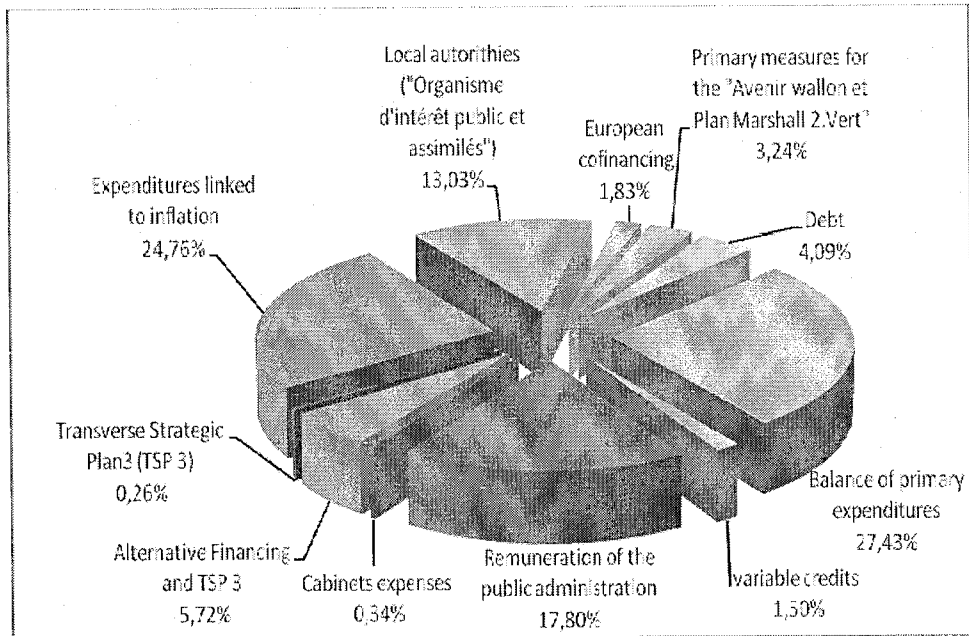 Local autorithies
("Organisme
d'intérêt public et
assimilés")
13,03%
European
cofinancing
1,83%
Primary measures for
the "Avenir wallon et
Plan Marshall 2.Vert"
3,24%
Debt
4,09%
Expenditures linked
to inflation
24,76%
Transverse Strategic
Plan3 (TSP 3)
0,26%
Alternative Financing
and TSP 3
5,72%
Cabinets expenses
0,34%
Remuneration of the
public administration
17,80%
variable credits
1,50%
Balance of primary
expenditures
27,43%